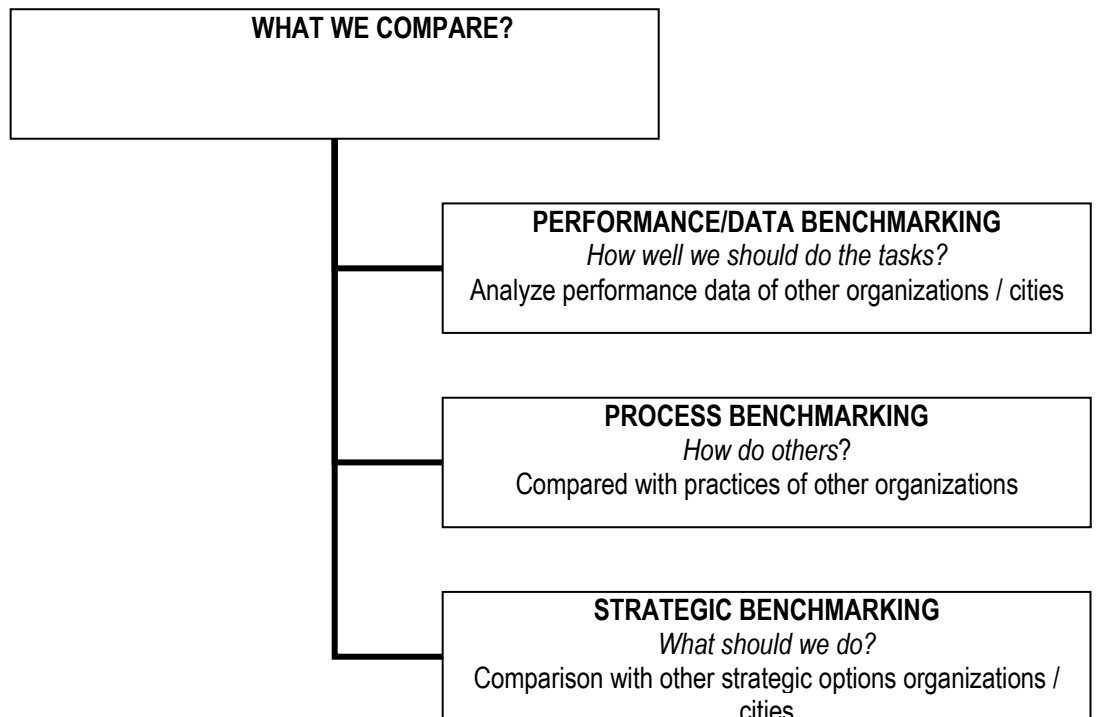 WHAT WE COMPARE?
PERFORMANCE/DATA BENCHMARKING
How well we should do the tasks?
Analyze performance data of other organizations / cities
PROCESS BENCHMARKING
How do others?
Compared with practices of other organizations
STRATEGIC BENCHMARKING
What should we do?
Comparison with other strategic options organizations /
cities